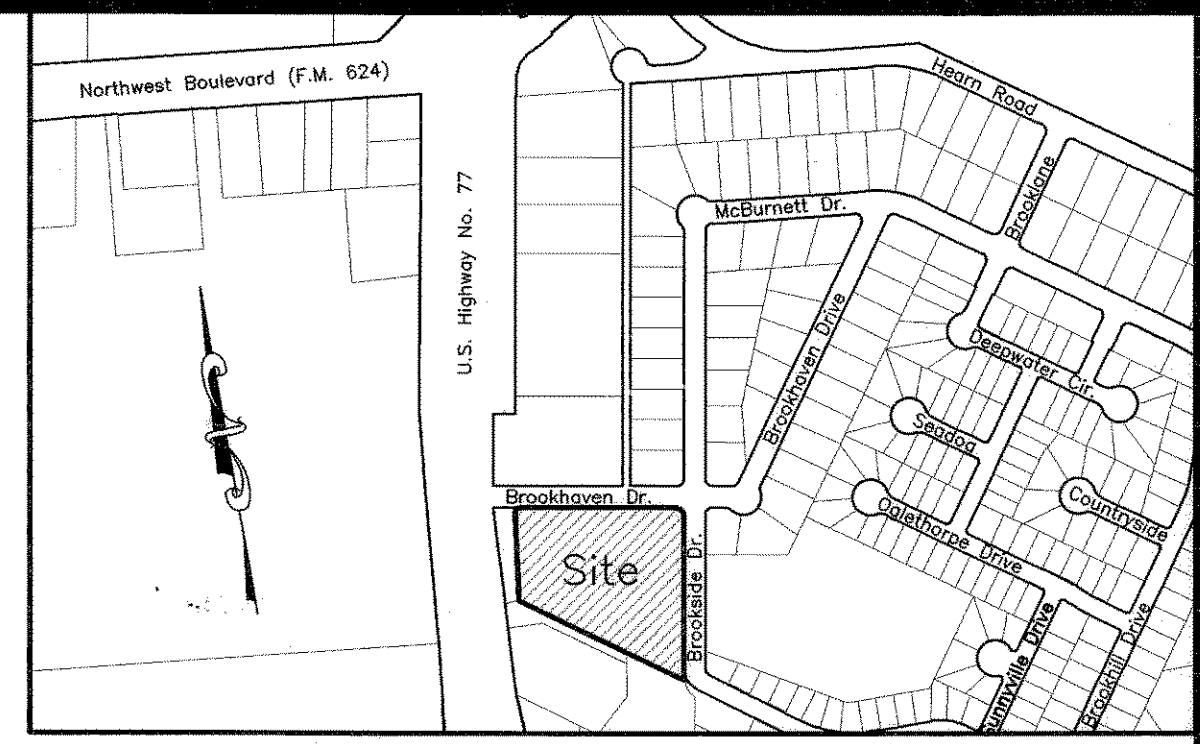 Northwest Boulevard (F.M. 624)
Hearn Road
U.S. Highway No. 77
Brooklane
McBurnett Dr.
Brookhaven Drive
Deepwater Cir.
Seadog
Brookhaven Dr.
Countryside
Oglethorpe Drive
Site
Brookside Dr.
unnyville Drive
Brookhill Drive